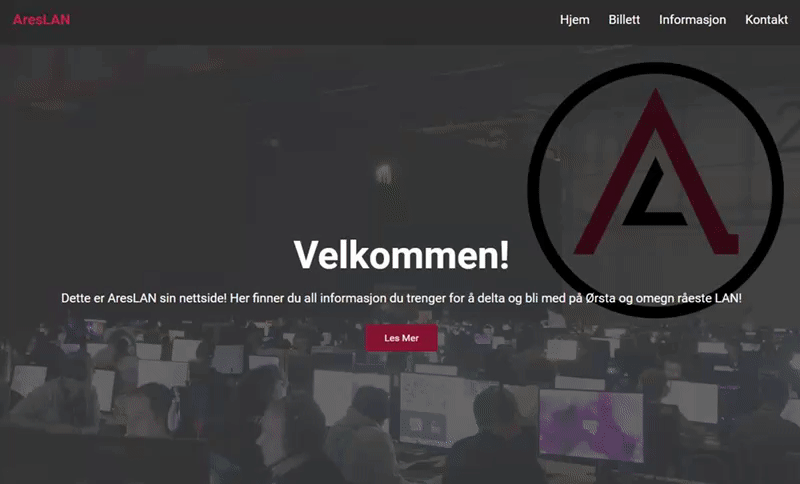 AresLAN
Hjem Billett Informasjon Kontakt
Velkommen!
Dette er AresLAN sin nettside! Her finner du all informasjon du trenger for å delta og bli med på Ørsta og omegn råeste LAN!
Les Mer